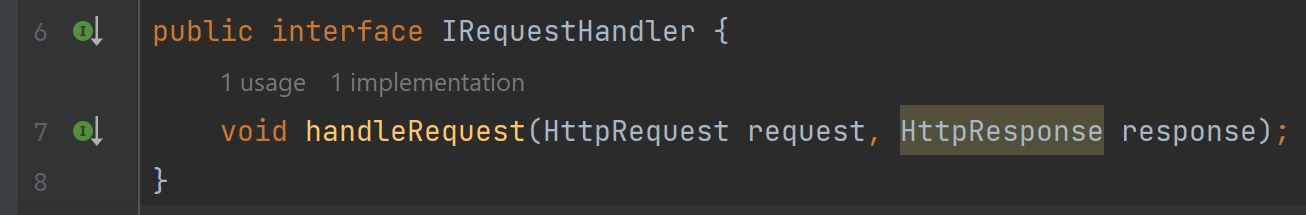 6 I public interface IRequestHandler {
1 usage 1 implementation
7 I void handleRequest(HttpRequest request, HttpResponse response);
8 }